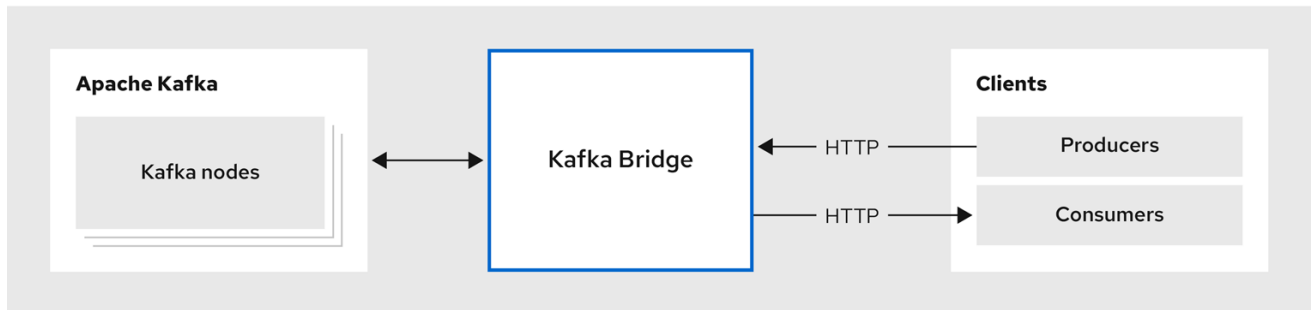 Apache Kafka
Kafka nodes
Kafka Bridge
HTTP
HTTP
Clients
Producers
Consumers